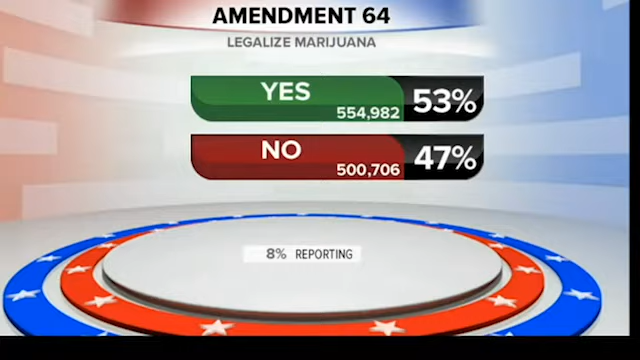 AMENDMENT 64
LEGALIZE MARIJUANA
YES
554,982
53%
NO
500,706
47%
8% REPORTING